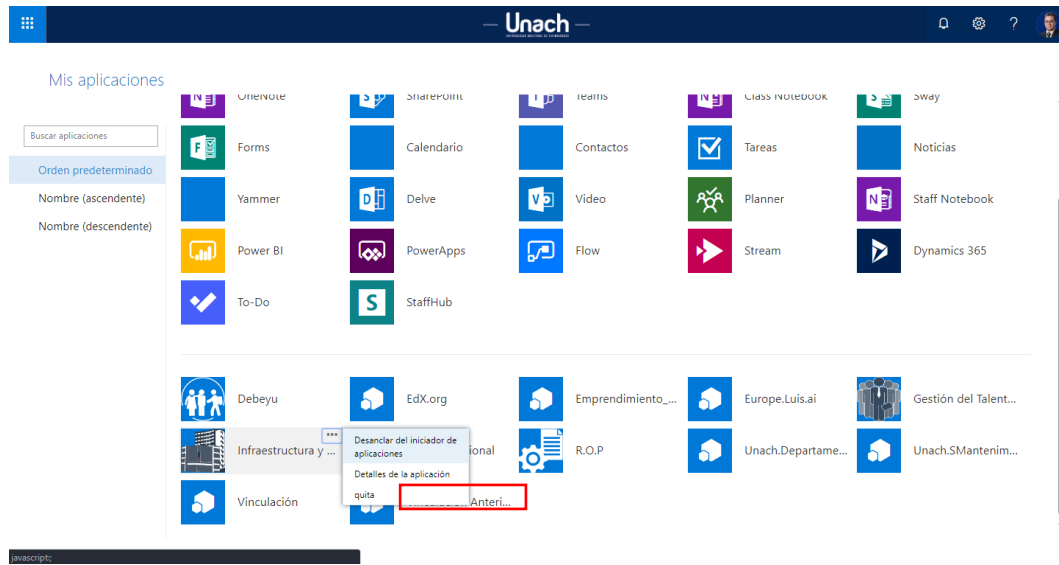 Unach
?
Mis aplicaciones
OneNote
SharePoint
Teams
Class Notebook
Sway
Buscar aplicaciones
Orden predeterminado
Nombre (ascendente)
Nombre (descendente)
Forms
Calendario
Contactos
Tareas
Noticias
Yammer
Delve
Video
Planner
Staff Notebook
Power BI
PowerApps
Flow
Stream
Dynamics 365
To-Do
StaffHub
Debeyu
EdX.org
Emprendimiento_...
Europe.Luis.ai
Gestión del Talent...
Infraestructura y ...
ional
R.O.P
Unach.Departame...
Unach.SMantenim...
Desanclar del iniciador de
aplicaciones
Detalles de la aplicación
quita
Vinculación
Anteri...
javascript:;